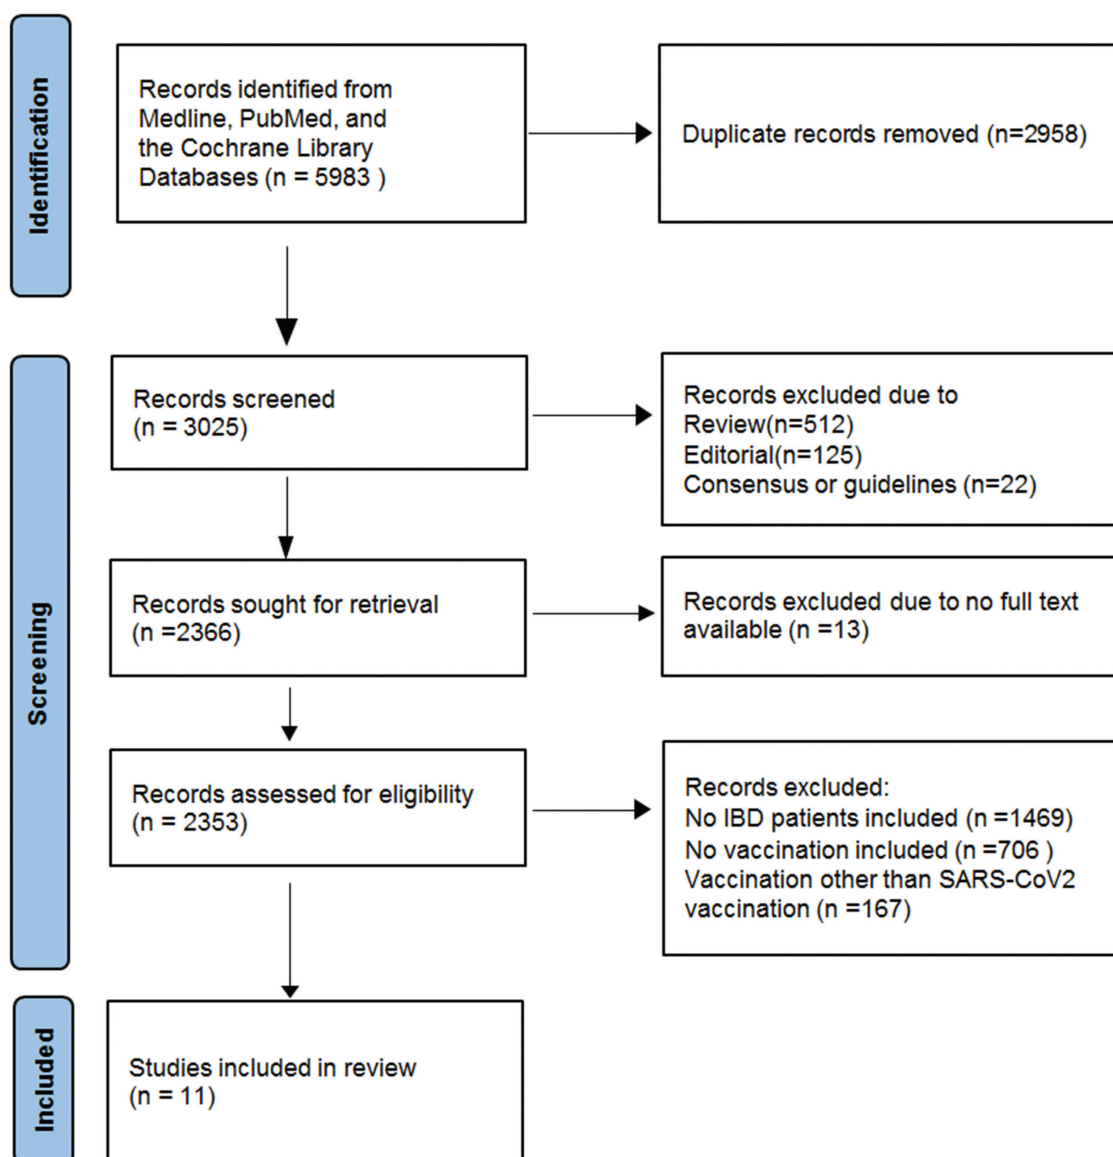 Identification
Records identified from
Medline, PubMed, and
the Cochrane Library
Databases (n = 5983 )
Duplicate records removed (n=2958)
Screening
Records screened
(n = 3025)
Records excluded due to
Review(n=512)
Editorial(n=125)
Consensus or guidelines (n=22)
Records sought for retrieval
(n =2366)
Records excluded due to no full text
available (n =13)
Records assessed for eligibility
(n = 2353)
Records excluded:
No IBD patients included (n =1469)
No vaccination included (n =706 )
Vaccination other than SARS-CoV2
vaccination (n =167)
Included
Studies included in review
(n = 11)